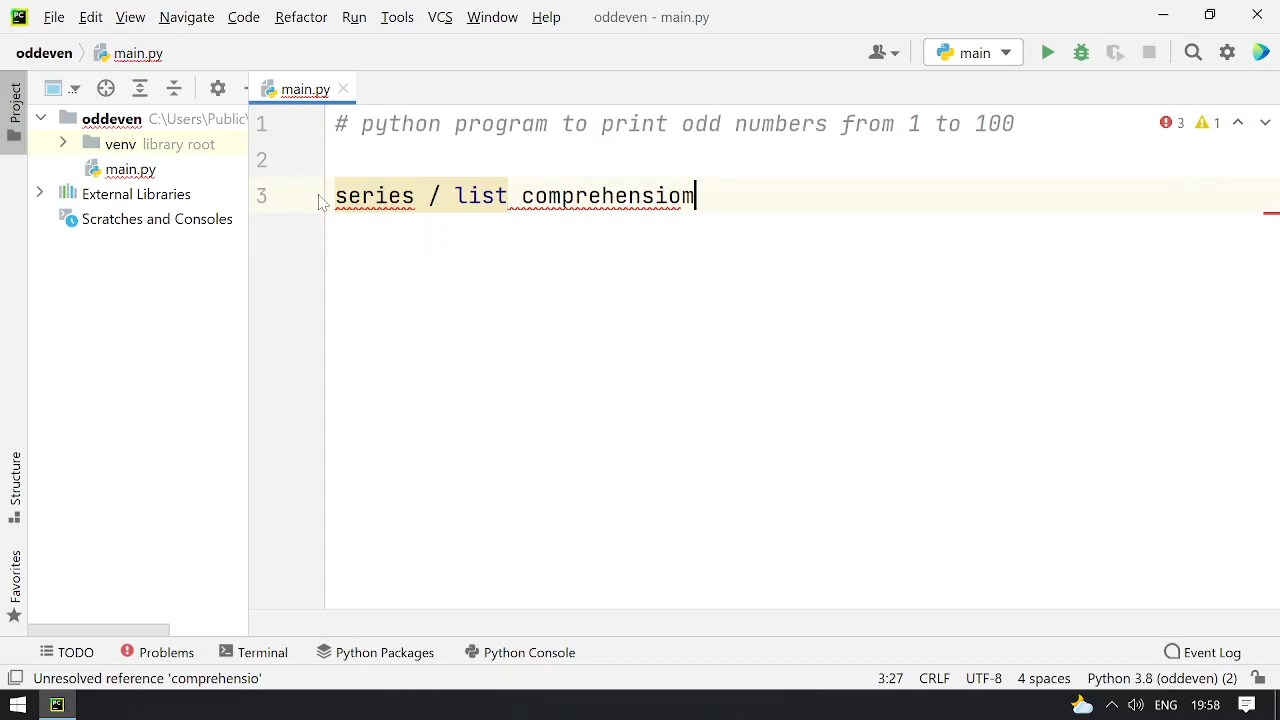 File Edit View Navigate Code Refactor Run Tools VCS Window Help oddeven - main.py
oddeven main.py main
Project
main.py
oddeven C:\Users\Public\
venv library root
main.py
External Libraries
Scratches and Consoles
1 # python program to print odd numbers from 1 to 100
3 1
2
3 series / list comprehensiom
Structure
Favorites
TODO Problems Terminal Python Packages Python Console Event Log
Unresolved reference 'comprehensio' 3:27 CRLF UTF-8 4 spaces Python 3.8 (oddeven) (2)
ENG 19:58